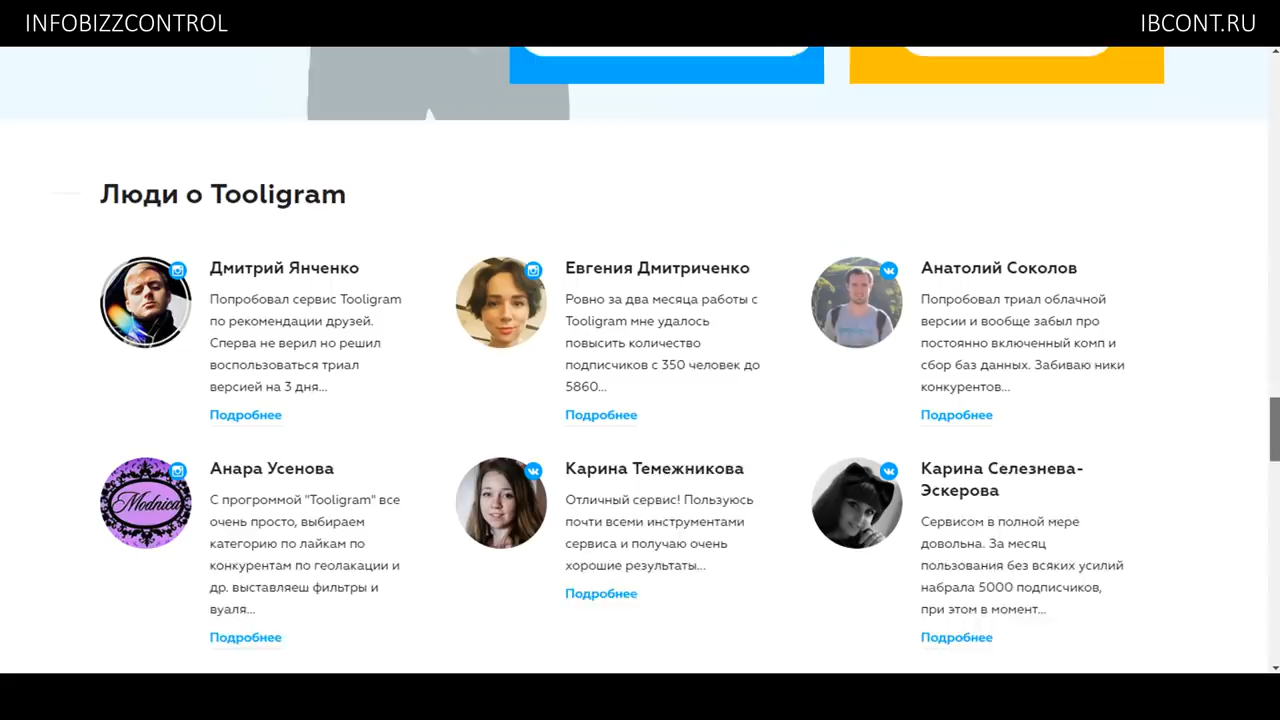 INFOBIZZCONTROL
IBCONT.RU
Люди о Tooligram
Дмитрий Янченко
Попробовал сервис Tooligram
по рекомендации друзей.
Сперва не верил но решил
воспользоваться триал
версией на 3 дня...
Подробнее
Евгения Дмитриченко
Ровно за два месяца работы с
Tooligram мне удалось
повысить количество
подписчиков с 350 человек до
5860...
Подробнее
Анатолий Соколов
Попробовал триал облачной
версии и вообще забыл про
постоянно включенный комп и
сбор баз данных. Забиваю ники
конкурентов...
Подробнее
Modnica
Анара Усенова
С проргоммой "Tooligram" все
очень просто, выбираем
категорию по лайкам по
конкурентам по геолакации и
др. выставляеш фильтры и
вуаля...
Подробнее
Карина Темежникова
Отличный сервис! Пользуюсь
почти всеми инструментами
сервиса и получаю очень
хорошие результаты...
Подробнее
Карина Селезнева-
Эскерова
Сервисом в полной мере
довольна. За месяц
пользования без всяких усилий
набрала 5000 подписчиков,
при этом в момент...
Подробнее